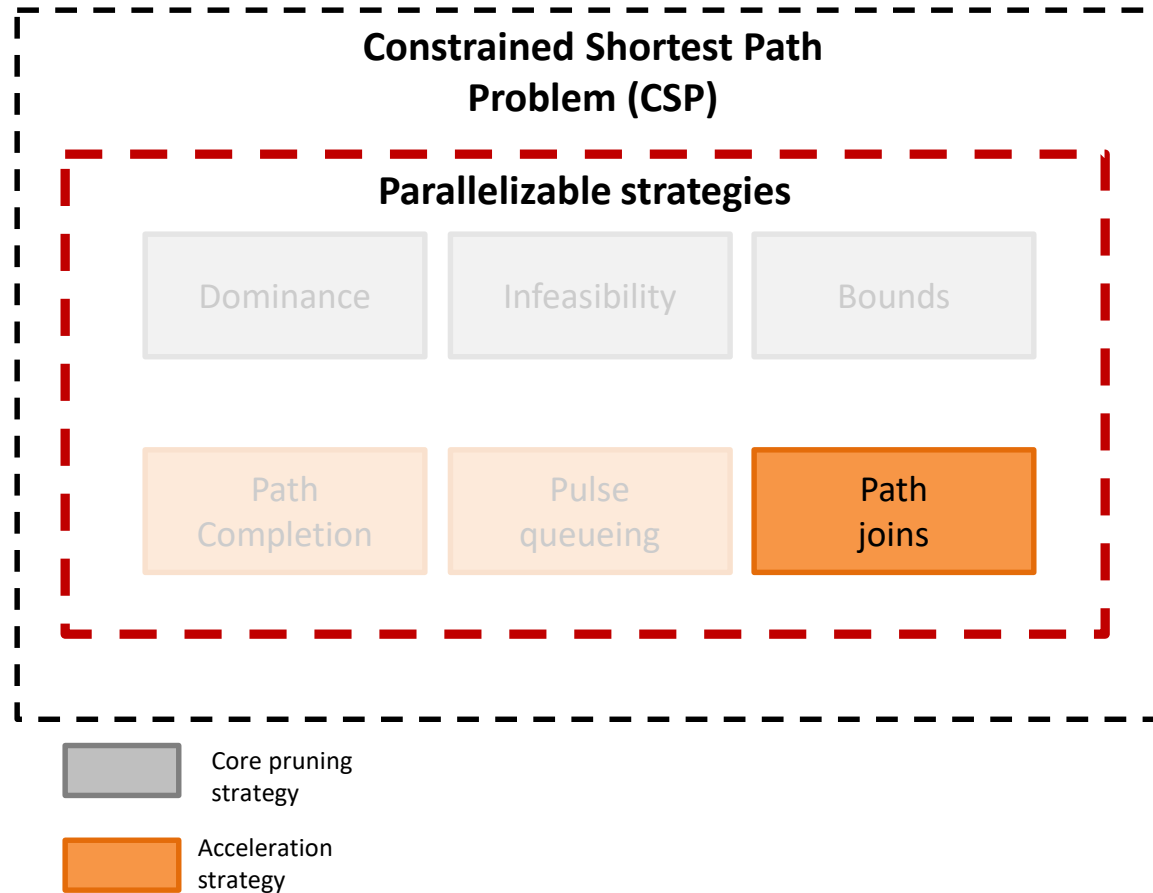 Constrained Shortest Path
Problem (CSP)
Parallelizable strategies
Dominance
Infeasibility
Bounds
Path
Completion
Pulse
queueing
Path
joins
Core pruning
strategy
Acceleration
strategy